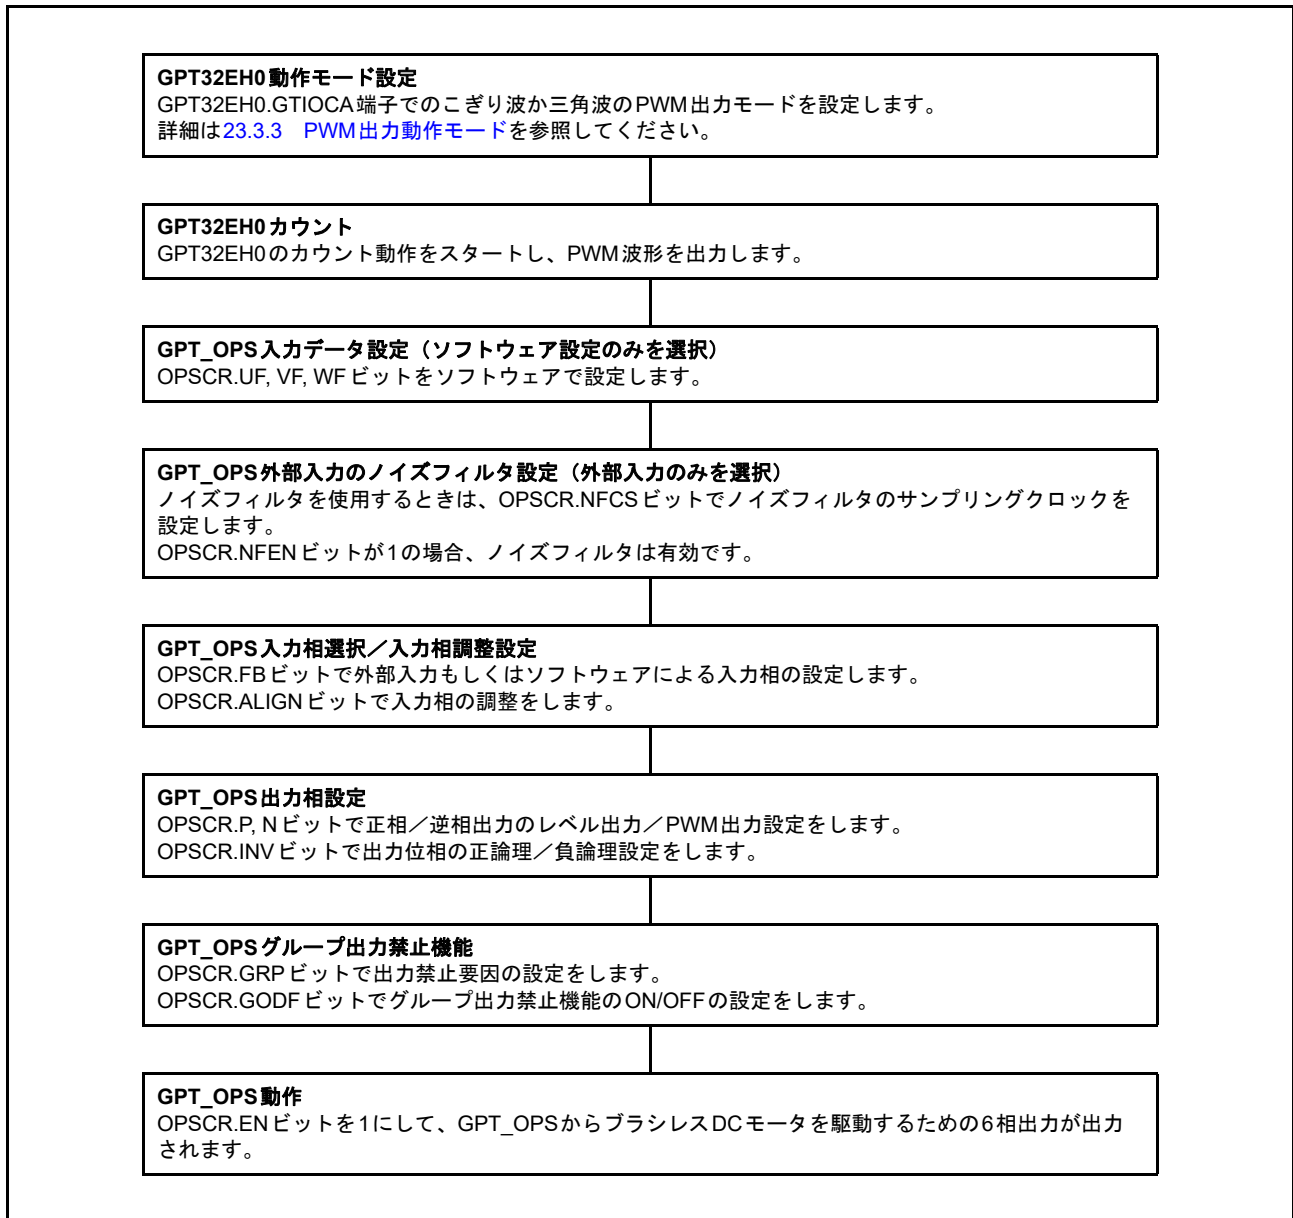 GPT32EH0動作モード設定
GPT32EH0.GTIOCA端子でのこぎり波か三角波のPWM出力モードを設定します。
詳細は23.3.3　PWM出力動作モードを参照してください。
GPT32EH0カウント
GPT32EH0のカウント動作をスタートし、PWM波形を出力します。
GPT_OPS入力データ設定（ソフトウェア設定のみを選択）
OPSCR.UF, VF, WFビットをソフトウェアで設定します。
GPT_OPS外部入力のノイズフィルタ設定（外部入力のみを選択）
ノイズフィルタを使用するときは、OPSCR.NFCSビットでノイズフィルタのサンプリングクロックを
設定します。
OPSCR.NFENビットが1の場合、ノイズフィルタは有効です。
GPT_OPS入力相選択／入力相調整設定
OPSCR.FBビットで外部入力もしくはソフトウェアによる入力相の設定します。
OPSCR.ALIGNビットで入力相の調整をします。
GPT_OPS出力相設定
OPSCR.P, Nビットで正相／逆相出力のレベル出力／PWM出力設定をします。
OPSCR.INVビットで出力位相の正論理／負論理設定をします。
GPT_OPSグループ出力禁止機能
OPSCR.GRPビットで出力禁止要因の設定をします。
OPSCR.GODFビットでグループ出力禁止機能のON/OFFの設定をします。
GPT_OPS動作
OPSCR.ENビットを1にして、GPT_OPSからブラシレスDCモータを駆動するための6相出力が出力
されます。